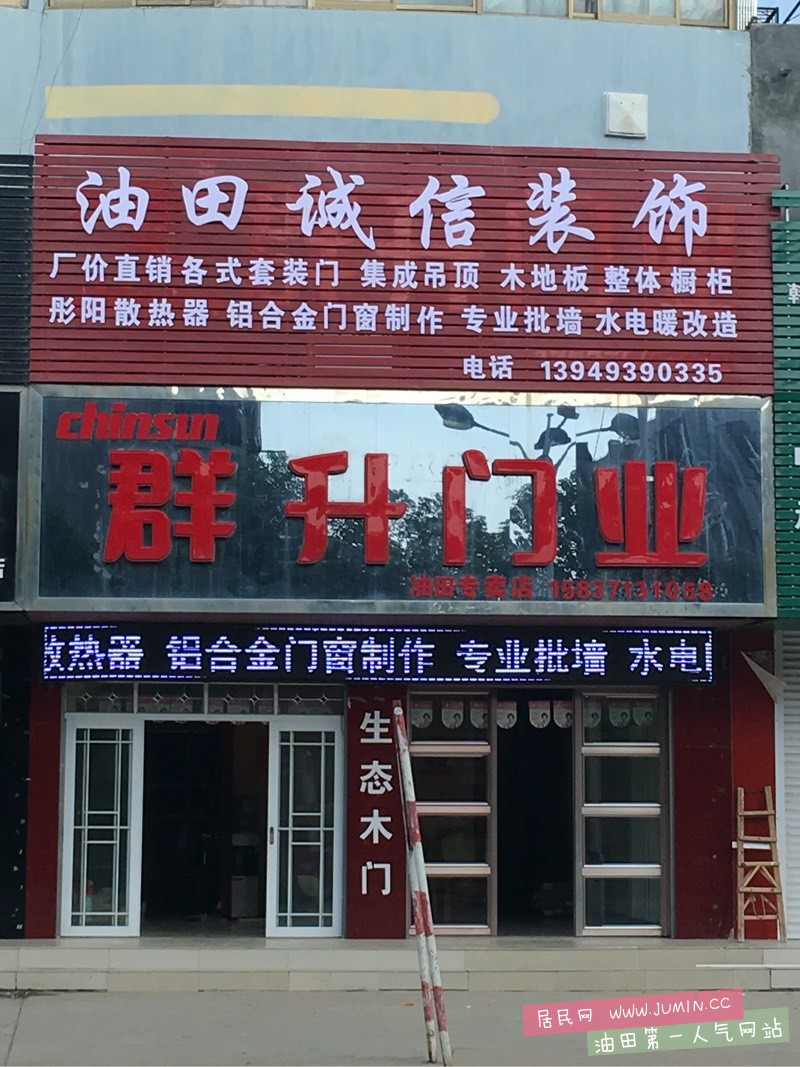 油田诚信装饰
厂价直销各式套装门 集成吊顶 木地板 整体橱柜
彤阳散热器 铝合金门窗制作 专业批墙 水电暖改造
电话 13949390335
chinsun
群升门业
油田专卖店 15837131058
散热器 铝合金门窗制作 专业批墙 水电
生态木门
居民网 WWW.JUMIN.CC
油田第一人气网站